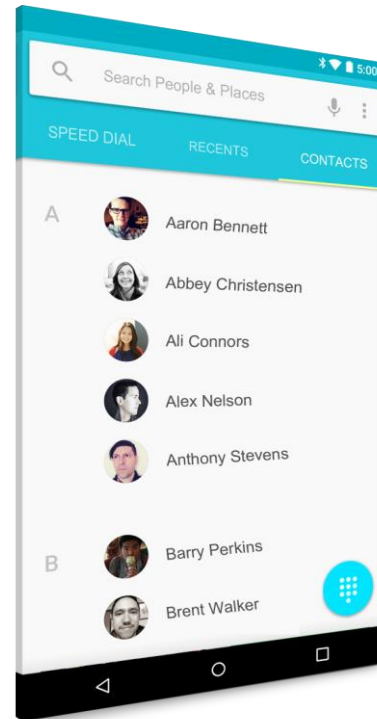 5:00
Search People & Places
SPEED DIAL RECENTS CONTACTS
A
Aaron Bennett
Abbey Christensen
Ali Connors
Alex Nelson
Anthony Stevens
B
Barry Perkins
Brent Walker